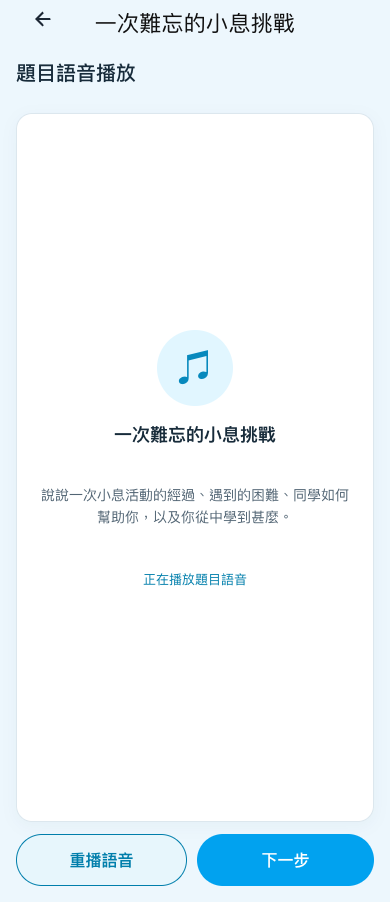 一次難忘的小息挑戰
題目語音播放
一次難忘的小息挑戰
說說一次小息活動的經過、遇到的困難、同學如何
幫助你，以及你從中學到甚麼。
正在播放題目語音
重播語音
下一步